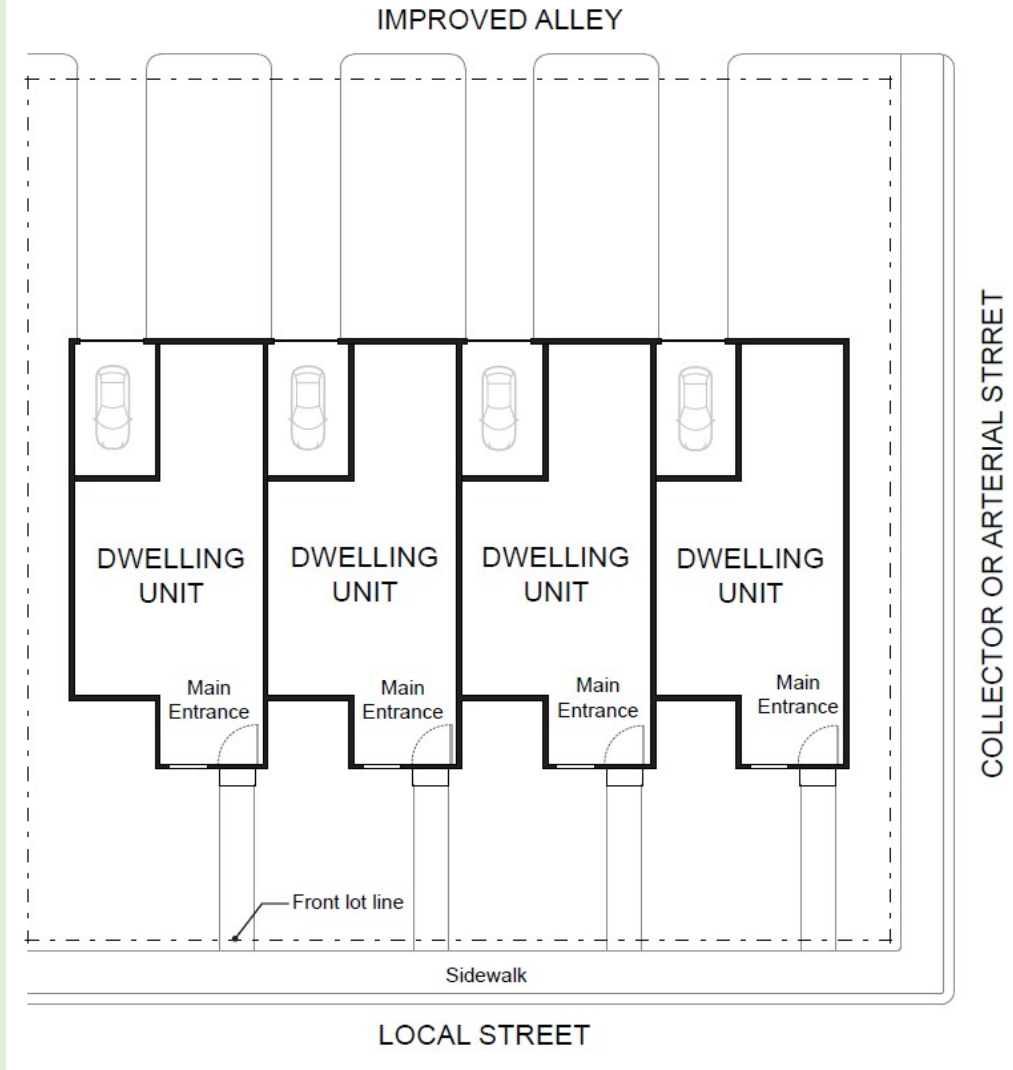 IMPROVED ALLEY
COLLECTOR OR ARTERIAL STRRET
DWELLING
UNIT
DWELLING
UNIT
DWELLING
UNIT
DWELLING
UNIT
Main
Entrance
Main
Entrance
Main
Entrance
Main
Entrance
Front lot line
Sidewalk
LOCAL STREET